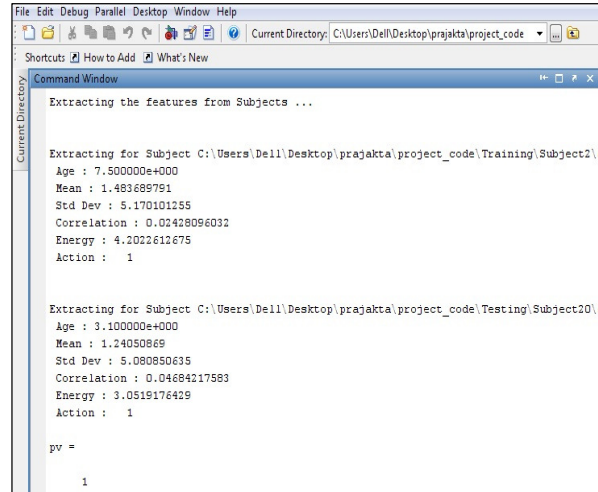 File Edit Debug Parallel Desktop Window Help
Current Directory: C:\Users\Dell\Desktop\prajakta\project_code
Shortcuts How to Add What's New
Current Directory
Command Window
Extracting the features from Subjects ...
Extracting for Subject C:\Users\Dell\Desktop\prajakta\project_code\Training\Subject2\
Age : 7.500000e+000
Mean : 1.483689791
Std Dev : 5.170101255
Correlation : 0.02428096032
Energy : 4.2022612675
Action : 1
Extracting for Subject C:\Users\Dell\Desktop\prajakta\project_code\Testing\Subject20\
Age : 3.100000e+000
Mean : 1.24050869
Std Dev : 5.080850635
Correlation : 0.04684217583
Energy : 3.0519176429
Action : 1
pv =
1